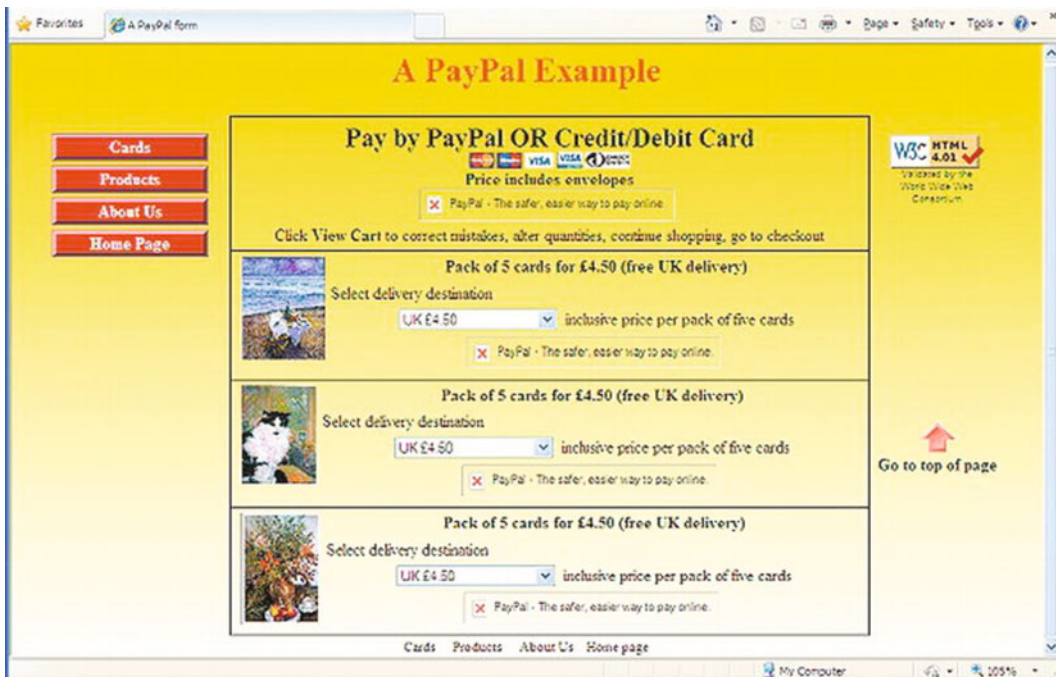 Favorites A PayPal form Page Safety Tools
A PayPal Example
Cards
Products
About Us
Home Page
Pay by PayPal OR Credit/Debit Card
VISA VISA
Price includes envelopes
PayPal - The safer, easier way to pay online.
Click View Cart to correct mistakes, alter quantities, continue shopping, go to checkout
W3C HTML 4.01
Validated by the
World Wide Web
Consortium
Pack of 5 cards for £4.50 (free UK delivery)
Select delivery destination
UK £4.50 inclusive price per pack of five cards
PayPal - The safer, easier way to pay online.
Pack of 5 cards for £4.50 (free UK delivery)
Select delivery destination
UK £4.50 inclusive price per pack of five cards
PayPal - The safer, easier way to pay online.
Go to top of page
Pack of 5 cards for £4.50 (free UK delivery)
Select delivery destination
UK £4.50 inclusive price per pack of five cards
PayPal - The safer, easier way to pay online.
Cards Products About Us Home page
My Computer 105%